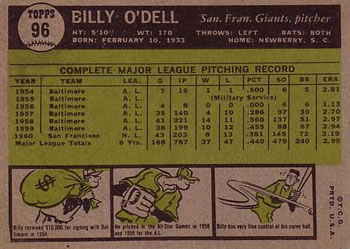 TOPPS
96
BILLY O'DELL
San. Fran. Giants, pitcher
HT: 5'10" WT: 170 THROWS: LEFT BATS: BOTH
BORN: FEBRUARY 10, 1933 HOME: NEWBERRY, S. C.
COMPLETE MAJOR LEAGUE PITCHING RECORD
YEAR TEAM LEA. G IP W L PCT. SO BB ERA
1954 Baltimore A. L. 7 16 1 1 .500 6 5 2.81
1955 Baltimore (Military Service)
1956 Baltimore A. L. 4 8 0 0 .000 6 6 1.13
1957 Baltimore A. L. 35 140 4 10 .286 97 39 2.70
1958 Baltimore A. L. 41 221 14 11 .560 137 51 2.97
1959 Baltimore A. L. 38 199 10 12 .455 88 67 2.94
1960 San Francisco N. L. 43 203 8 13 .381 145 72 3.19
Major League Totals 6 Yrs. 168 787 37 47 .440 479 240 2.95
Billy received $10,000 for signing with Baltimore in 1954
He pitched in the All-Star Games in 1958 and 1959 for the A.L.
Billy has very fine control of his curve ball.
© T. C. G.
PRTD. U. S. A.